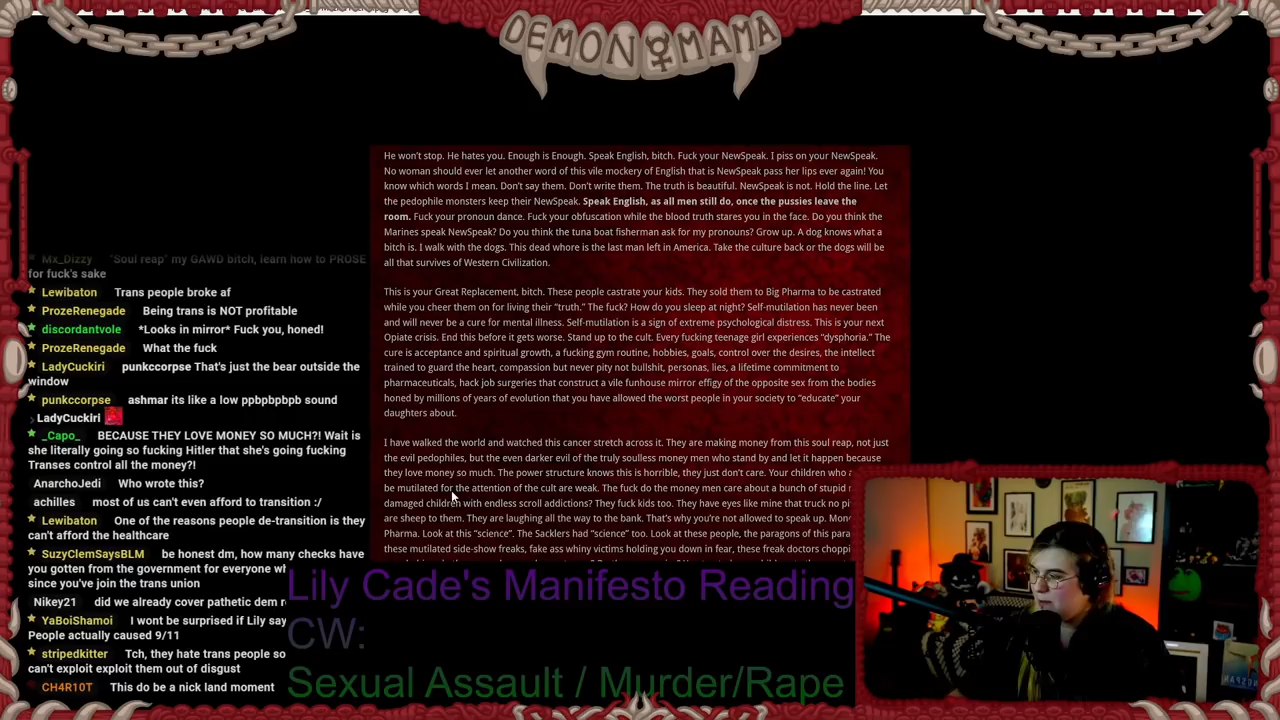 DEMON MAMA
He won't stop. He hates you. Enough is Enough. Speak English, bitch. Fuck your NewSpeak. I piss on your NewSpeak.
No woman should ever let another word of this vile mockery of English that is NewSpeak pass her lips ever again! You
know which words I mean. Don't say them. Don't write them. The truth is beautiful. NewSpeak is not. Hold the line. Let
the pedophile monsters keep their NewSpeak. Speak English, as all men still do, once the pussies leave the
room. Fuck your pronoun dance. Fuck your obfuscation while the blood truth stares you in the face. Do you think the
Marines speak NewSpeak? Do you think the tuna boat fisherman ask for my pronouns? Grow up. A dog knows what a
bitch is. I walk with the dogs. This dead whore is the last man left in America. Take the culture back or the dogs will be
all that survives of Western Civilization.
This is your Great Replacement, bitch. These people castrate your kids. They sold them to Big Pharma to be castrated
while you cheer them on for living their "truth." The fuck? How do you sleep at night? Self-mutilation has never been
and will never be a cure for mental illness. Self-mutilation is a sign of extreme psychological distress. This is your next
Opiate crisis. End this before it gets worse. Stand up to the cult. Every fucking teenage girl experiences "dysphoria." The
cure is acceptance and spiritual growth, a fucking gym routine, hobbies, goals, control over the desires, the intellect
trained to guard the heart, compassion but never pity not bullshit, personas, lies, a lifetime commitment to
pharmaceuticals, hack job surgeries that construct a vile funhouse mirror effigy of the opposite sex from the bodies
honed by millions of years of evolution that you have allowed the worst people in your society to "educate" your
daughters about.
I have walked the world and watched this cancer stretch across it. They are making money from this soul reap, not just
the evil pedophiles, but the even darker evil of the truly soulless money men who stand by and let it happen because
they love money so much. The power structure knows this is horrible, they just don't care. Your children who
be mutilated for the attention of the cult are weak. The fuck do the money men care about a bunch of stupid
damaged children with endless scroll addictions? They fuck kids too. They have eyes like mine that truck no
are sheep to them. They are laughing all the way to the bank. That's why you're not allowed to speak up.
Pharma. Look at this "science". The Sacklers had "science" too. Look at these people, the paragons of this
these mutilated side-show freaks, fake ass whiny victims holding you down in fear, these freak doctors
Mx_Dizzy "Soul reap" my GAWD bitch, learn how to PROSE
for fuck's sake
Lewibaton Trans people broke af
ProzeRenegade Being trans is NOT profitable
discordantvole *Looks in mirror* Fuck you, honed!
ProzeRenegade What the fuck
LadyCuckiri punkccorpse That's just the bear outside the
window
punkccorpse ashmar its like a low ppbpbpbpb sound
LadyCuckiri
_Capo_ BECAUSE THEY LOVE MONEY SO MUCH?! Wait is
she literally going so fucking Hitler that she's going fucking
Transes control all the money?!
AnarchoJedi Who wrote this?
achilles most of us can't even afford to transition :/
Lewibaton One of the reasons people de-transition is they
can't afford the healthcare
SuzyClemSaysBLM be honest dm, how many checks have
you gotten from the government for everyone
since you've join the trans union
Nikey21 did we already cover pathetic dem
YaBoiShamoi I wont be surprised if Lily
People actually caused 9/11
stripedkitter Tch, they hate trans people so
can't exploit exploit them out of disgust
CH4R10T This do be a nick land moment
Lily Cade's Manifesto Reading
CW:
Sexual Assault / Murder/Rape